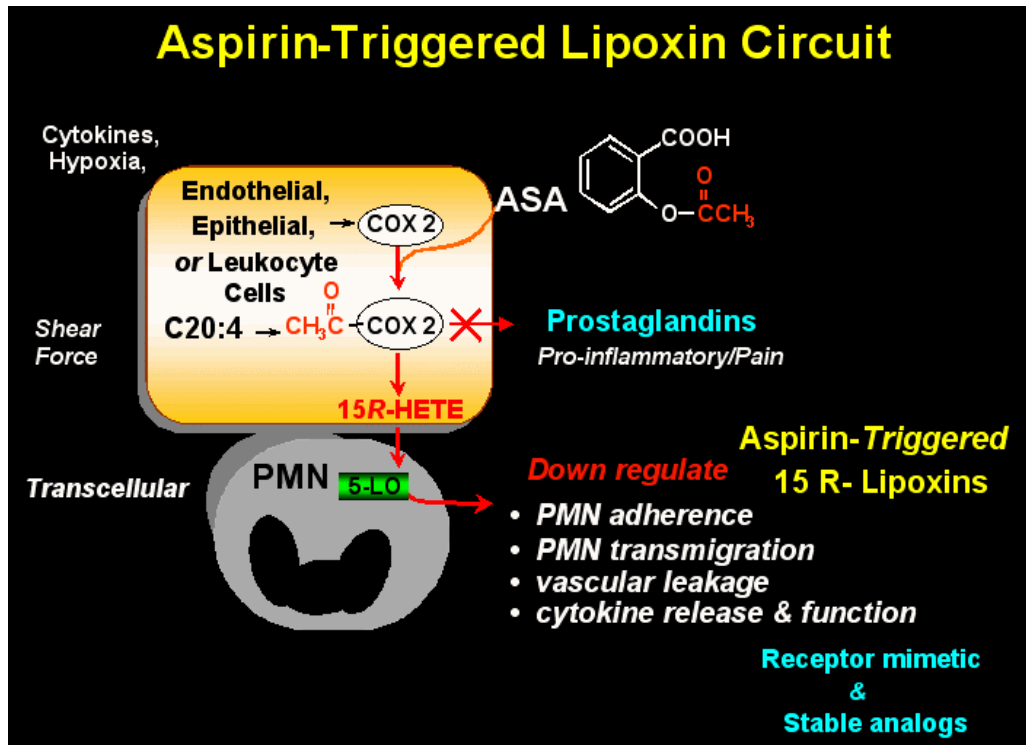 Aspirin-Triggered Lipoxin Circuit
Cytokines,
Hypoxia,
Endothelial,
Epithelial,
or Leukocyte
Cells
COX 2
ASA
COOH
O
O–CCH₃
O
C20:4
CH₃C
COX 2
Prostaglandins
Pro-inflammatory/Pain
Shear
Force
15R-HETE
Transcellular
PMN
5-LO
Aspirin-Triggered
15 R- Lipoxins
Down regulate
• PMN adherence
• PMN transmigration
• vascular leakage
• cytokine release & function
Receptor mimetic
&
Stable analogs